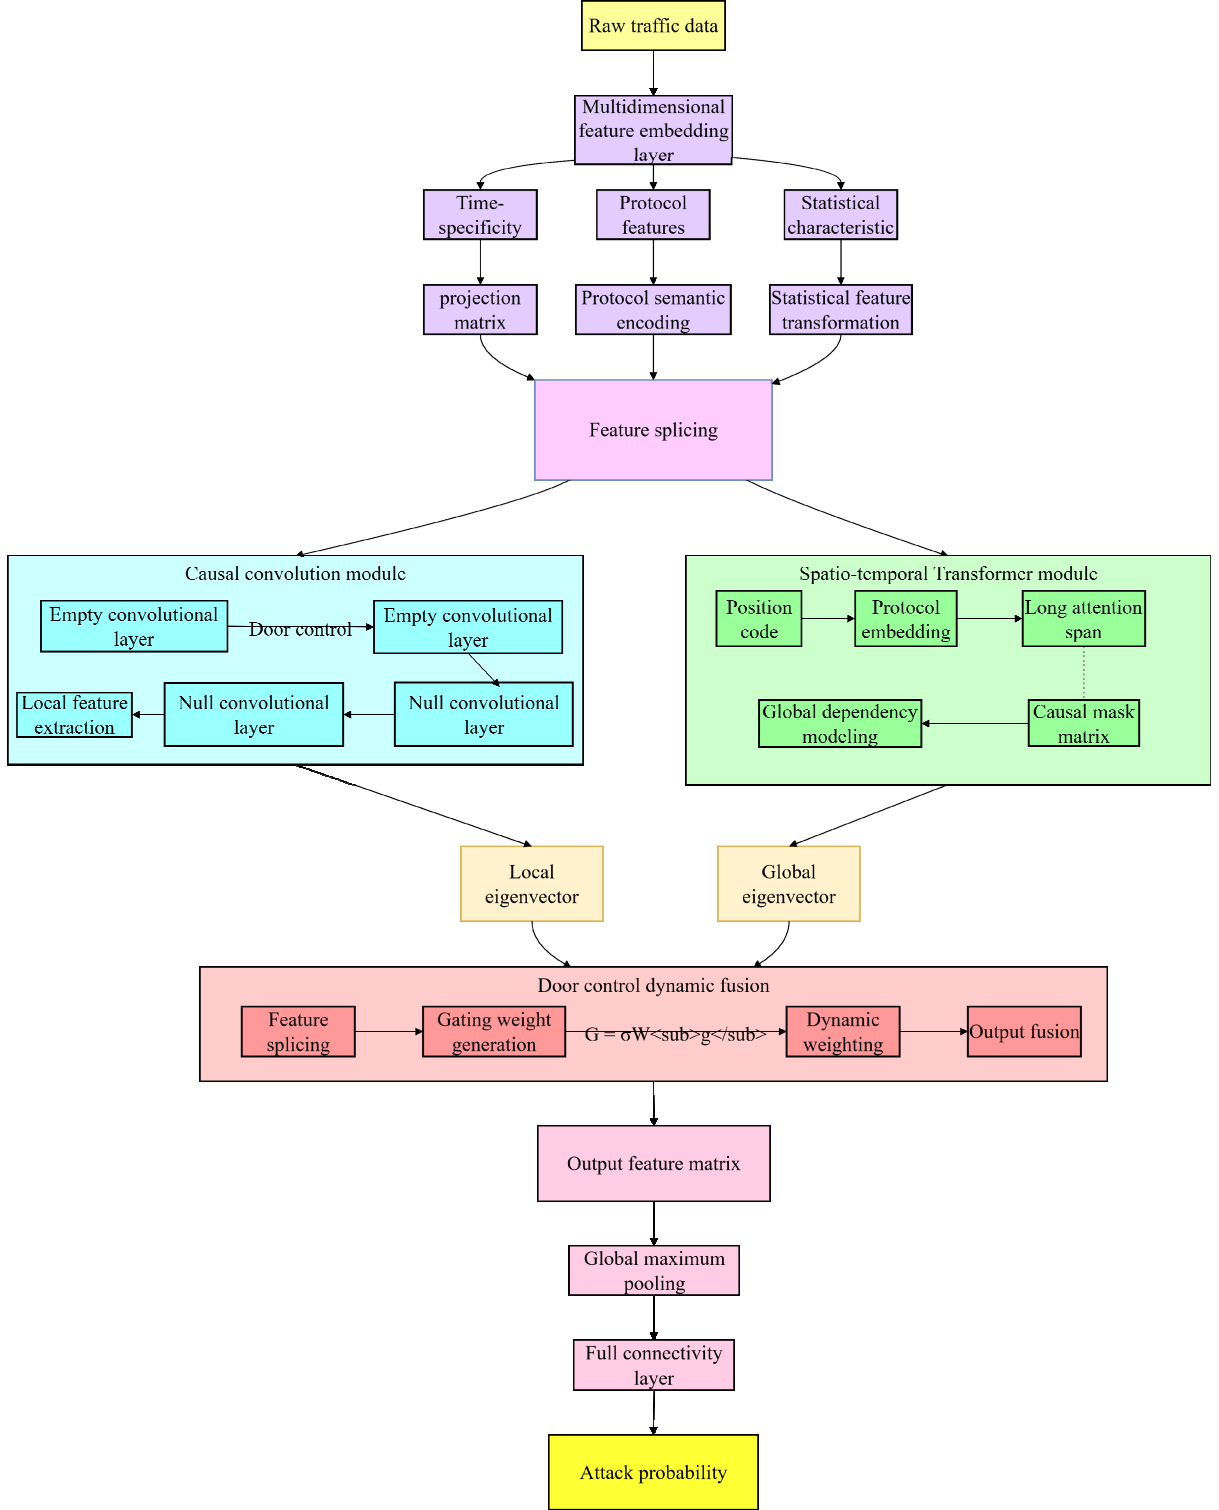 Raw traffic data
Multidimensional
feature embedding
layer
Time-
specificity
Protocol
features
Statistical
characteristic
projection
matrix
Protocol semantic
encoding
Statistical feature
transformation
Feature splicing
Causal convolution module
Empty convolutional
layer
Door control
Empty convolutional
layer
Local feature
extraction
Null convolutional
layer
Null convolutional
layer
Spatio-temporal Transformer module
Position
code
Protocol
embedding
Long attention
span
Global dependency
modeling
Causal mask
matrix
Local
eigenvector
Global
eigenvector
Door control dynamic fusion
Feature
splicing
Gating weight
generation
G = σW<sub>g</sub>
Dynamic
weighting
Output fusion
Output feature matrix
Global maximum
pooling
Full connectivity
layer
Attack probability